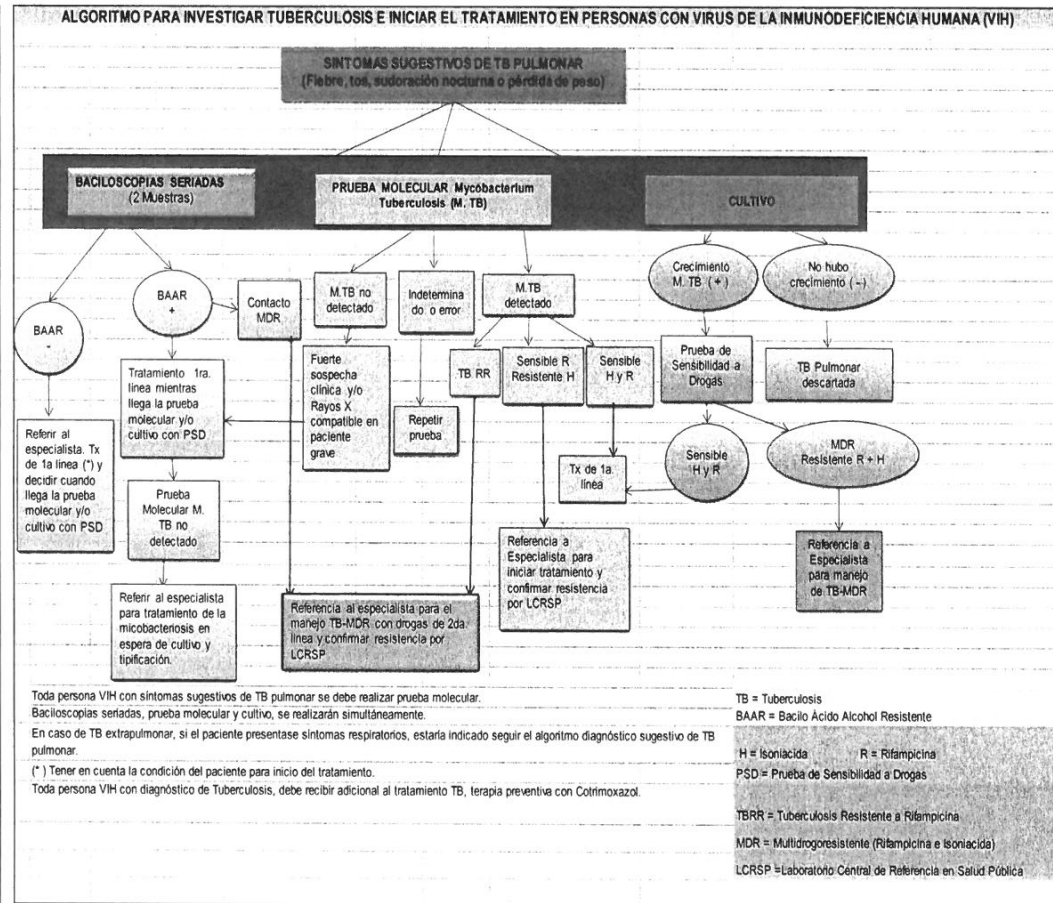 ALGORITMO PARA INVESTIGAR TUBERCULOSIS E INICIAR EL TRATAMIENTO EN PERSONAS CON VIRUS DE LA INMUNODEFICIENCIA HUMANA (VIH)
SINTOMAS SUGESTIVOS DE TB PULMONAR
(Fiebre, tos, sudoración nocturna o pérdida de peso)
BACILOSCOPIAS SERIADAS
(2 Muestras)
PRUEBA MOLECULAR Mycobacterium
Tuberculosis (M. TB)
CULTIVO
BAAR
-
BAAR
+
Contacto
MDR
M.TB no
detectado
Indetermina
do o error
M.TB
detectado
Crecimiento
M. TB ( + )
No hubo
crecimiento ( - )
Tratamiento 1ra.
línea mientras
llega la prueba
molecular y/o
cultivo con PSD
Fuerte
sospecha
clínica y/o
Rayos X
compatible en
paciente
grave
Repetir
prueba
TB RR
Sensible R
Resistente H
Sensible
H y R
Prueba de
Sensibilidad a
Drogas
TB Pulmonar
descartada
Referir al
especialista. Tx
de 1a línea (*) y
decidir cuando
llega la prueba
molecular y/o
cultivo con PSD
Prueba
Molecular M.
TB no
detectado
Tx de 1a.
línea
Sensible
H y R
MDR
Resistente R + H
Referir al especialista
para tratamiento de la
micobacteriosis en
espera de cultivo y
tipificación.
Referencia al especialista para el
manejo TB-MDR con drogas de 2da.
línea y confirmar resistencia por
LCRSP
Referencia a
Especialista para
iniciar tratamiento y
confirmar resistencia
por LCRSP
Referencia a
Especialista
para manejo
de TB-MDR
Toda persona VIH con síntomas sugestivos de TB pulmonar se debe realizar prueba molecular.
Baciloscopias seriadas, prueba molecular y cultivo, se realizarán simultáneamente.
En caso de TB extrapulmonar, si el paciente presentase síntomas respiratorios, estaría indicado seguir el algoritmo diagnóstico sugestivo de TB
pulmonar.
(* ) Tener en cuenta la condición del paciente para inicio del tratamiento.
Toda persona VIH con diagnóstico de Tuberculosis, debe recibir adicional al tratamiento TB, terapia preventiva con Cotrimoxazol.
TB = Tuberculosis
BAAR = Bacilo Ácido Alcohol Resistente
H = Isoniacida R = Rifampicina
PSD = Prueba de Sensibilidad a Drogas
TBRR = Tuberculosis Resistente a Rifampicina
MDR = Multidrogoresistente (Rifampicina e Isoniacida)
LCRSP =Laboratorio Central de Referencia en Salud Pública